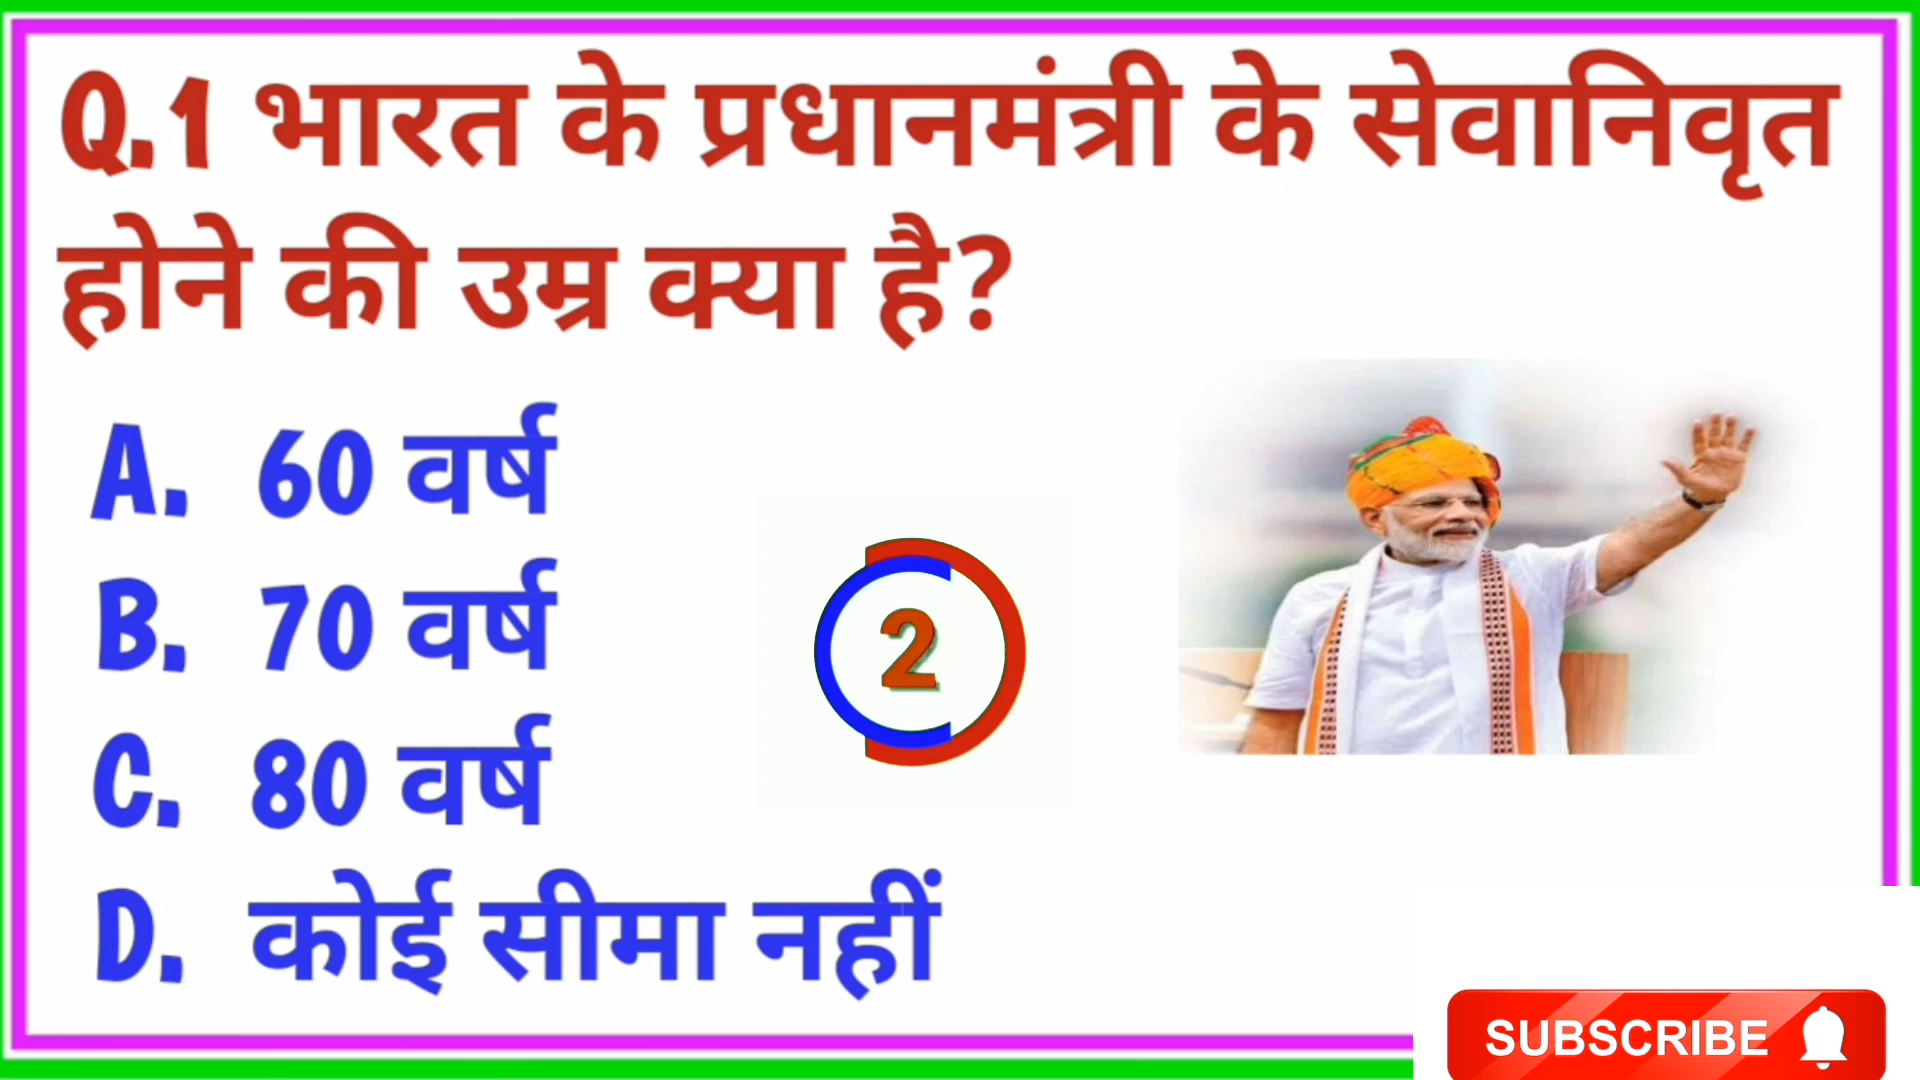 Q.1 भारत के प्रधानमंत्री के सेवानिवृत
होने की उम्र क्या है?
A. 60 वर्ष
B. 70 वर्ष
2
C. 80 वर्ष
D. कोई सीमा नहीं
SUBSCRIBE